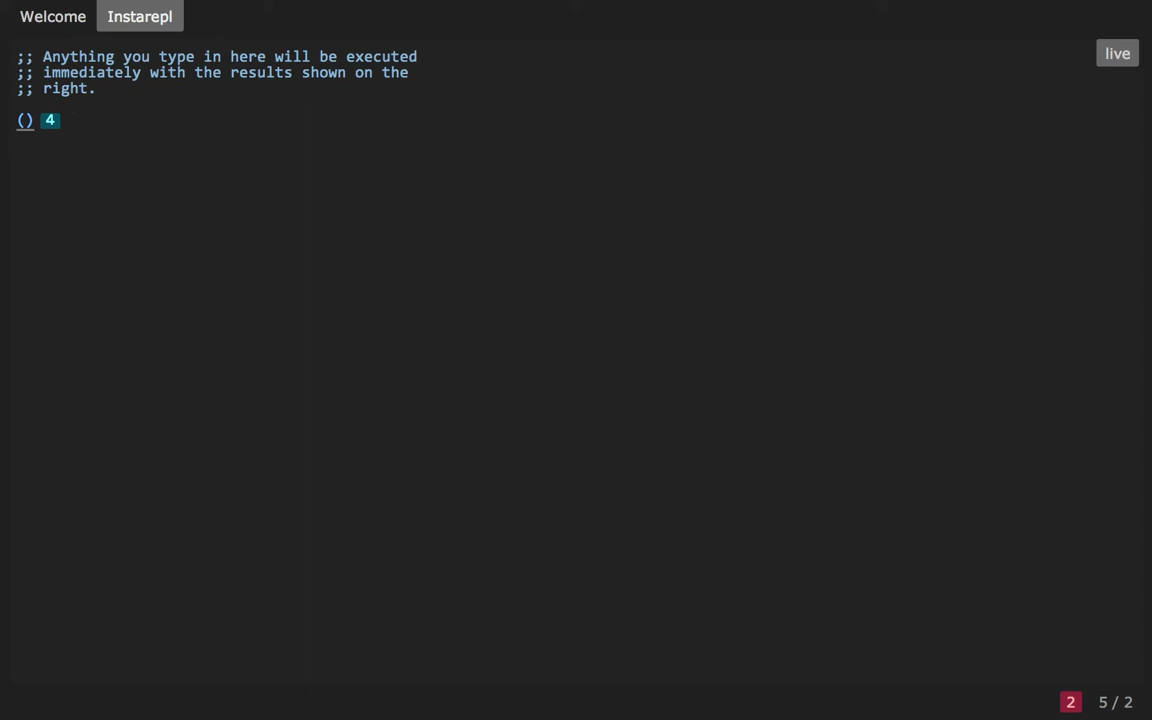 Welcome Instarepl
;; Anything you type in here will be executed
;; immediately with the results shown on the
;; right.
live
() 4
2 5 / 2